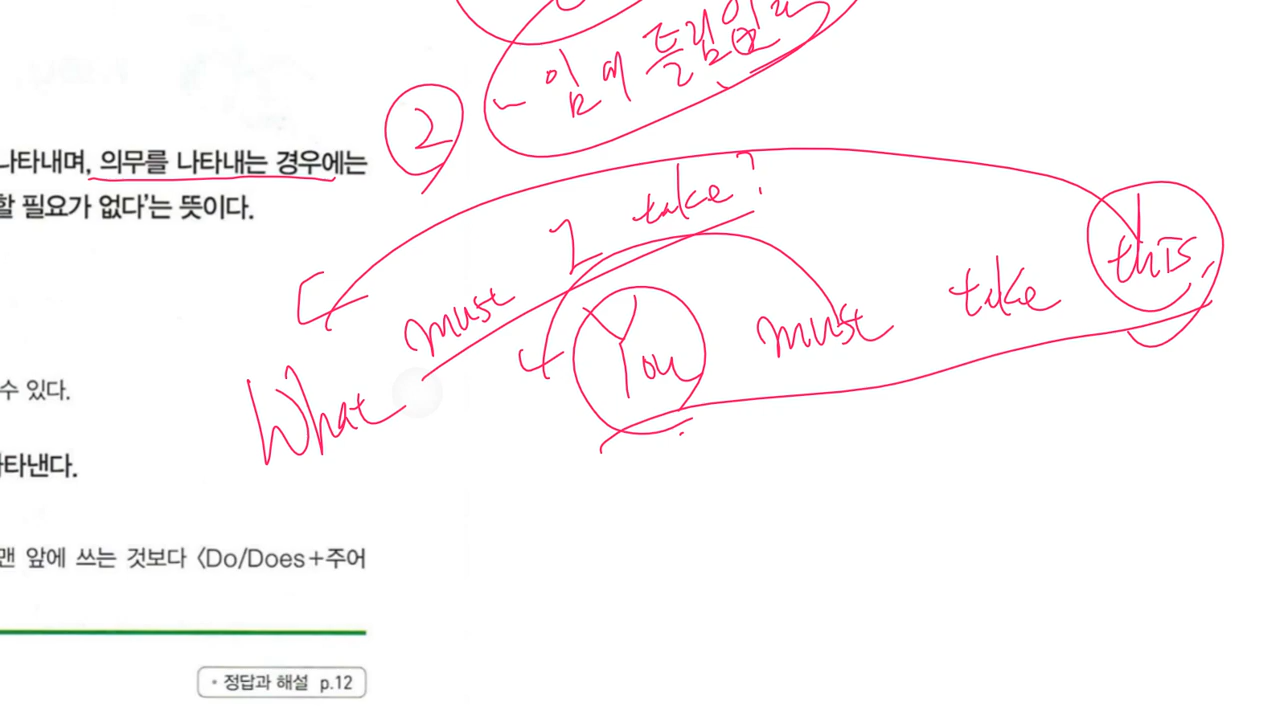 ~임에 틀림없다
나타내며, 의무를 나타내는 경우에는
2
할 필요가 없다'는 뜻이다.
What must I take?
You must take this.
수 있다.
타낸다.
맨 앞에 쓰는 것보다 〈Do/Does+주어
• 정답과 해설 p.12